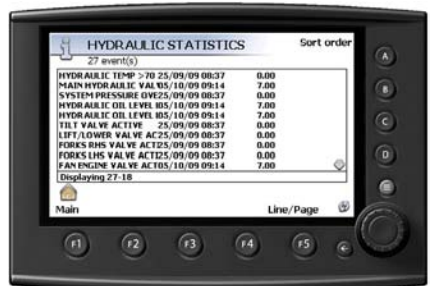 HYDRAULIC STATISTICS Sort order
27 event(s)
HYDRAULIC TEMP >70 25/09/09 08:37 0.00
MAIN HYDRAULIC VALV05/10/09 09:14 7.00
SYSTEM PRESSURE OVE25/09/09 08:37 0.00
HYDRAULIC OIL LEVEL I05/10/09 09:14 7.00
HYDRAULIC OIL LEVEL I25/09/09 08:37 0.00
TILT VALVE ACTIVE 25/09/09 08:37 0.00
LIFT/LOWER VALVE AC25/09/09 08:37 0.00
FORKS RHS VALVE ACTI25/09/09 08:37 0.00
FORKS LHS VALVE ACTI25/09/09 08:37 0.00
FAN ENGINE VALVE ACT05/10/09 09:14 7.00
Displaying 27-18
Main Line/Page
A
B
C
D
F1 F2 F3 F4 F5